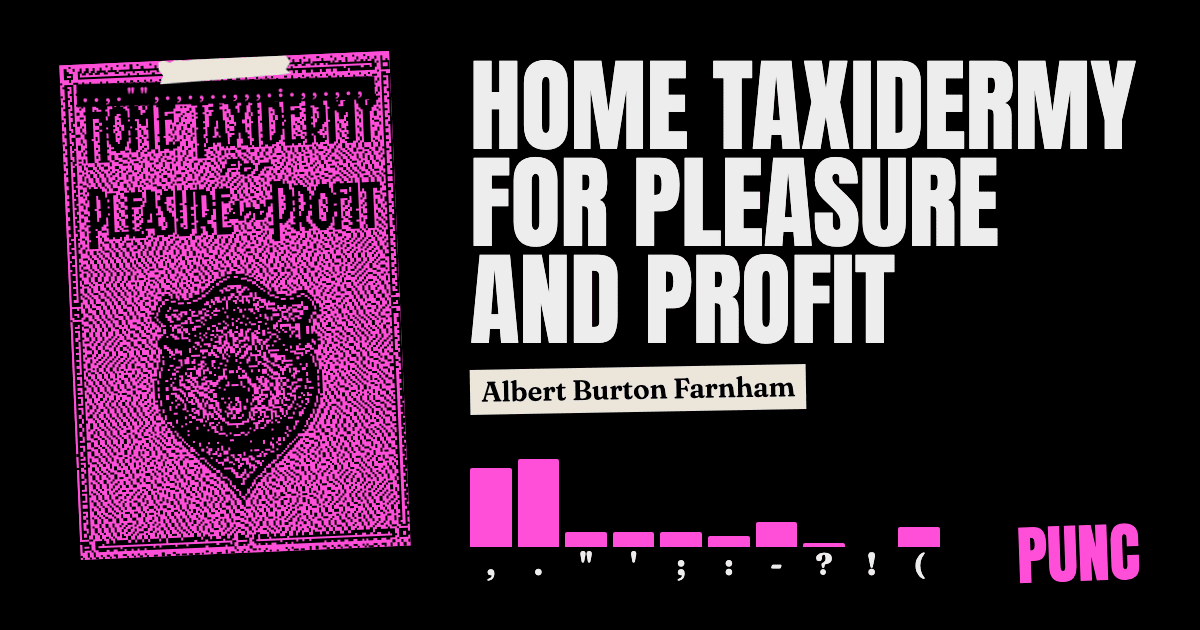 HOME TAXIDERMY
For
PLEASURE and PROFIT
HOME TAXIDERMY
FOR PLEASURE
AND PROFIT
Albert Burton Farnham
, . " ' ; : - ? ! (
PUNC